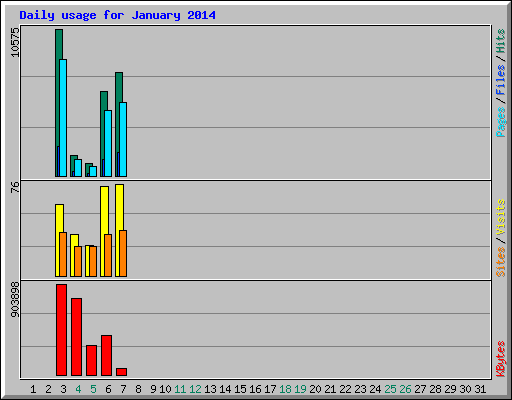 Daily usage for January 2014
10575
Pages / Files / Hits
76
Sites / Visits
903898
KBytes
1 2 3 4 5 6 7 8 9 10 11 12 13 14 15 16 17 18 19 20 21 22 23 24 25 26 27 28 29 30 31